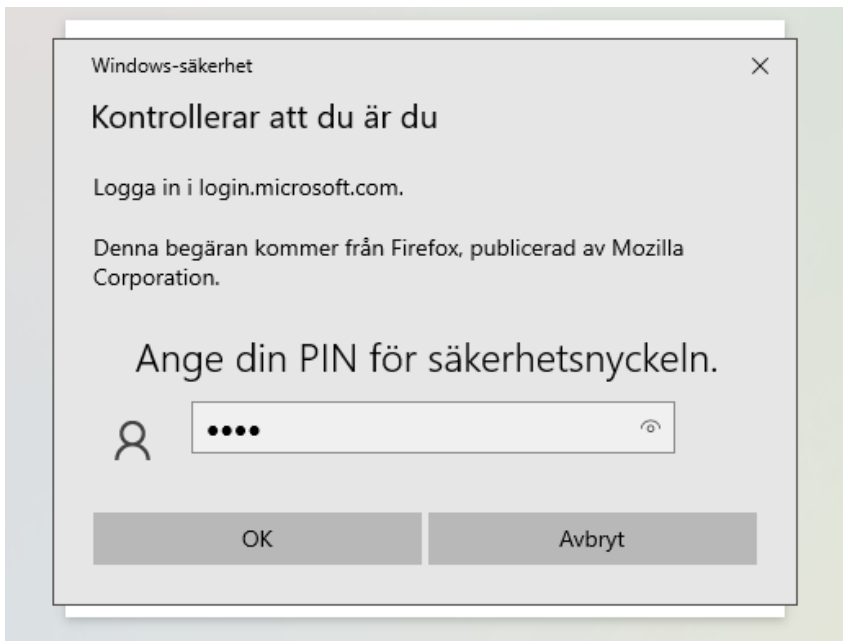 Windows-säkerhet
Kontrollerar att du är du
Logga in i login.microsoft.com.
Denna begäran kommer från Firefox, publicerad av Mozilla
Corporation.
Ange din PIN för säkerhetsnyckeln.
••••
OK
Avbryt